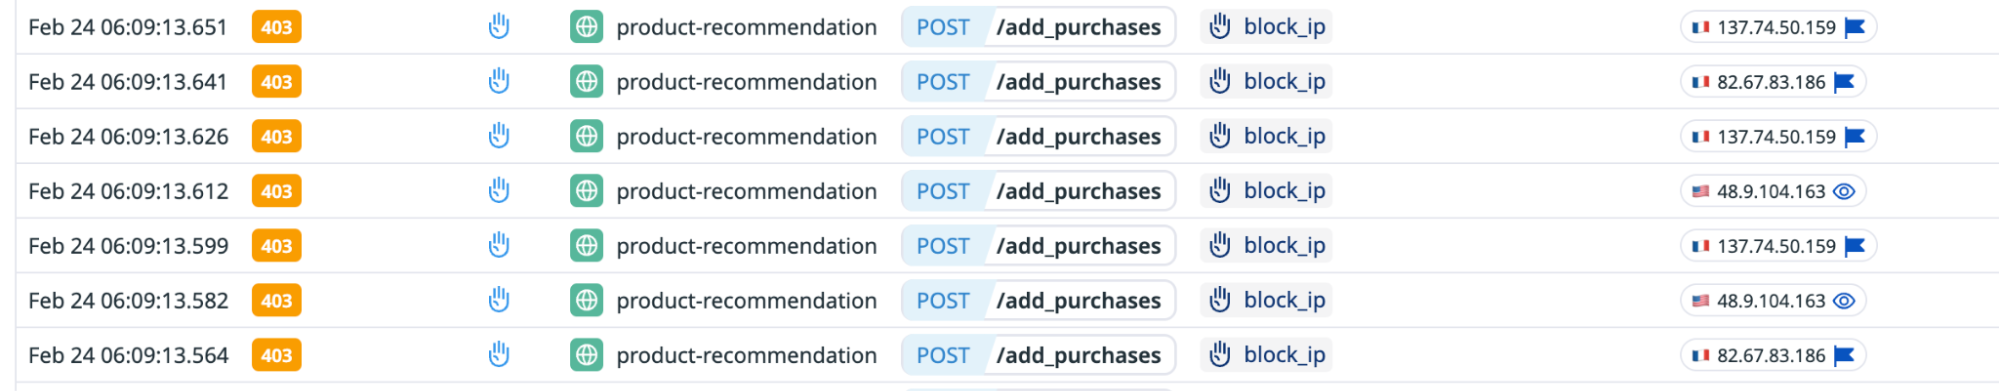 Feb 24 06:09:13.651 403 product-recommendation POST /add_purchases block_ip 137.74.50.159
Feb 24 06:09:13.641 403 product-recommendation POST /add_purchases block_ip 82.67.83.186
Feb 24 06:09:13.626 403 product-recommendation POST /add_purchases block_ip 137.74.50.159
Feb 24 06:09:13.612 403 product-recommendation POST /add_purchases block_ip 48.9.104.163
Feb 24 06:09:13.599 403 product-recommendation POST /add_purchases block_ip 137.74.50.159
Feb 24 06:09:13.582 403 product-recommendation POST /add_purchases block_ip 48.9.104.163
Feb 24 06:09:13.564 403 product-recommendation POST /add_purchases block_ip 82.67.83.186